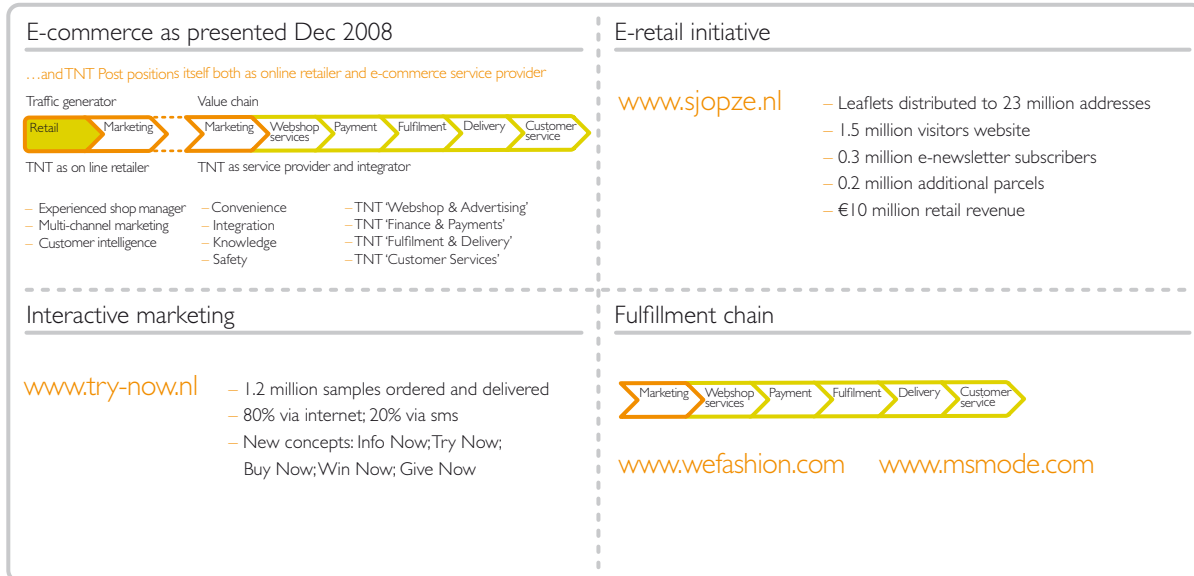 E-commerce as presented Dec 2008
…and TNT Post positions itself both as online retailer and e-commerce service provider
Traffic generator
Value chain
Retail
Marketing
Marketing
Webshop
services
Payment
Fulfilment
Delivery
Customer
service
TNT as on line retailer
TNT as service provider and integrator
– Experienced shop manager
– Multi-channel marketing
– Customer intelligence
– Convenience
– Integration
– Knowledge
– Safety
– TNT ‘Webshop & Advertising’
– TNT ‘Finance & Payments’
– TNT ‘Fulfilment & Delivery’
– TNT ‘Customer Services’
E-retail initiative
www.sjopze.nl
– Leaflets distributed to 23 million addresses
– 1.5 million visitors website
– 0.3 million e-newsletter subscribers
– 0.2 million additional parcels
– €10 million retail revenue
Interactive marketing
www.try-now.nl
– 1.2 million samples ordered and delivered
– 80% via internet; 20% via sms
– New concepts: Info Now; Try Now;
Buy Now; Win Now; Give Now
Fulfillment chain
Marketing
Webshop
services
Payment
Fulfilment
Delivery
Customer
service
www.wefashion.com
www.msmode.com